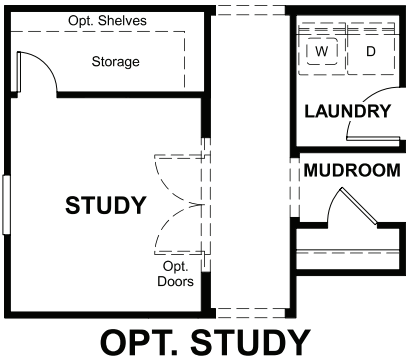 Opt. Shelves
Storage
W D
LAUNDRY
MUDROOM
STUDY
Opt.
Doors
OPT. STUDY